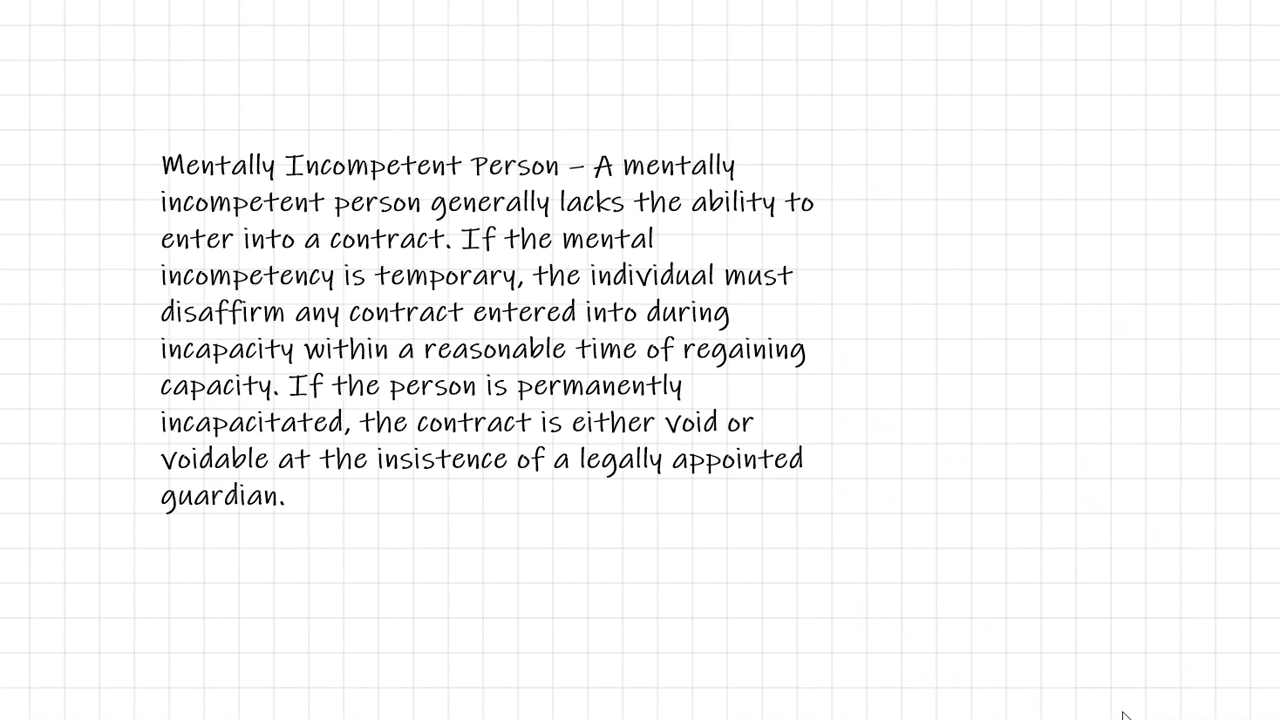 Mentally Incompetent Person – A mentally
incompetent person generally lacks the ability to
enter into a contract. If the mental
incompetency is temporary, the individual must
disaffirm any contract entered into during
incapacity within a reasonable time of regaining
capacity. If the person is permanently
incapacitated, the contract is either void or
voidable at the insistence of a legally appointed
guardian.